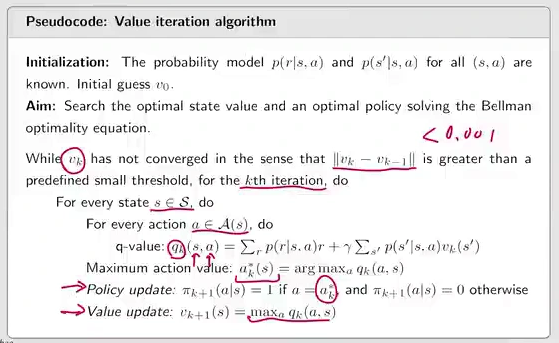 Pseudocode: Value iteration algorithm
Initialization: The probability model p(r|s, a) and p(s′|s, a) for all (s, a) are
known. Initial guess v₀.
Aim: Search the optimal state value and an optimal policy solving the Bellman
optimality equation.
< 0.001
While vₖ has not converged in the sense that ‖vₖ − vₖ₋₁‖ is greater than a
predefined small threshold, for the kth iteration, do
For every state s ∈ 𝒮, do
For every action a ∈ 𝒜(s), do
q-value: qₖ(s, a) = ∑ᵣ p(r|s, a)r + γ ∑ₛ′ p(s′|s, a)vₖ(s′)
Maximum action value: a*ₖ(s) = arg maxₐ qₖ(a, s)
Policy update: πₖ₊₁(a|s) = 1 if a = a*ₖ, and πₖ₊₁(a|s) = 0 otherwise
Value update: vₖ₊₁(s) = maxₐ qₖ(a, s)